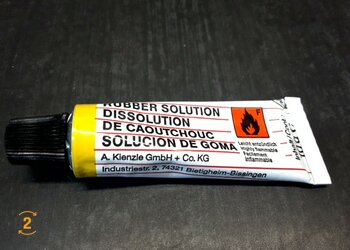 RUBBER SOLUTION
DISSOLUTION
DE CAOUTCHOUC
SOLUCION DE GOMA
A. Kienzle GmbH + Co. KG
Industriestr. 2, 74321 Bietigheim-Bissingen
F
Leicht entzündlich
Highly flammable
Facilement
inflammable
2